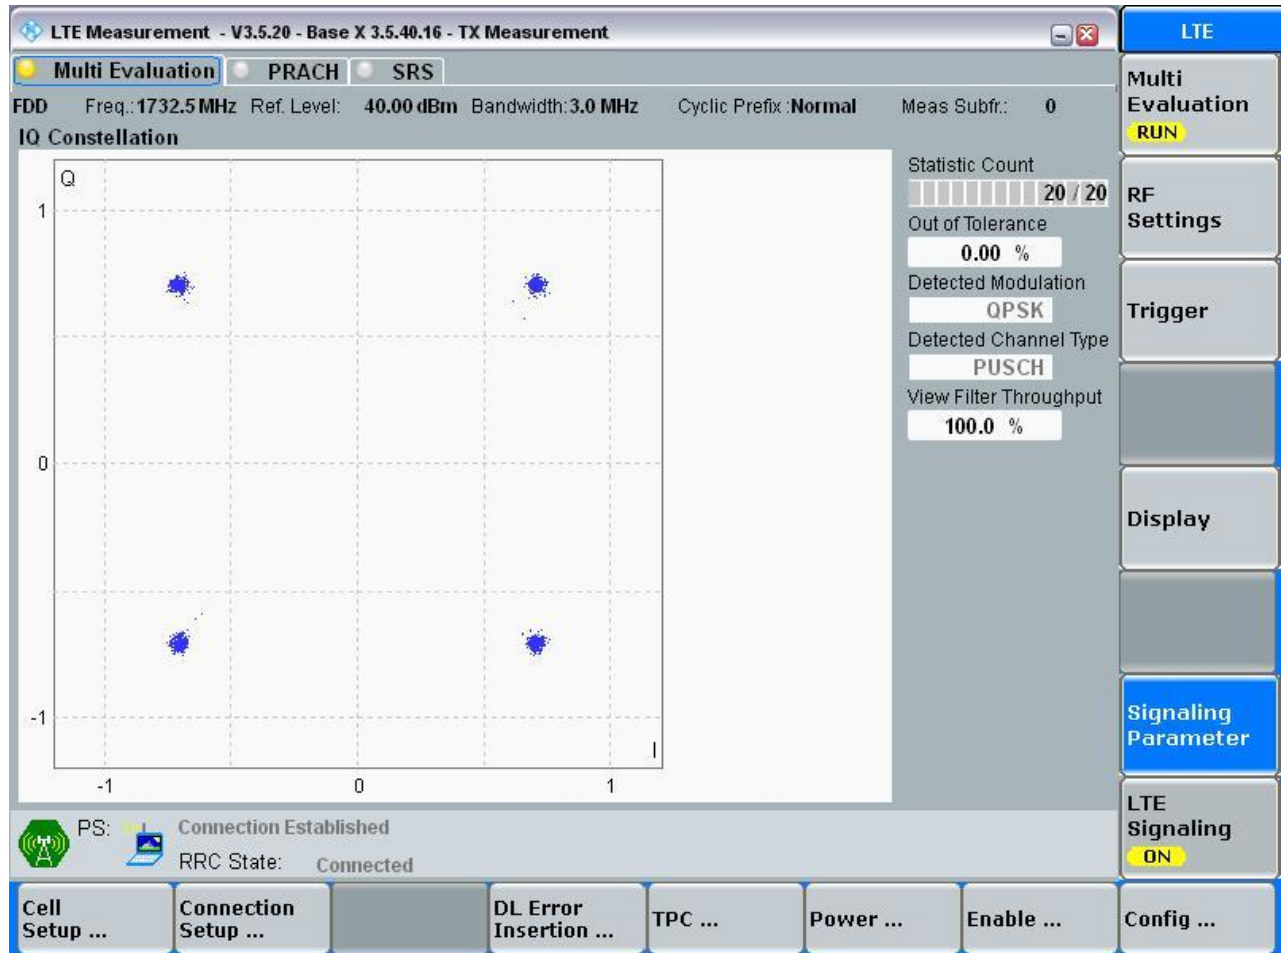 LTE Measurement - V3.5.20 - Base X 3.5.40.16 - TX Measurement
LTE
Multi Evaluation PRACH SRS
FDD Freq.: 1732.5 MHz Ref. Level: 40.00 dBm Bandwidth: 3.0 MHz Cyclic Prefix : Normal Meas Subfr.: 0
IQ Constellation
Q
1
0
-1
I
-1 0 1
Statistic Count
20 / 20
Out of Tolerance
0.00 %
Detected Modulation
QPSK
Detected Channel Type
PUSCH
View Filter Throughput
100.0 %
Multi
Evaluation
RUN
RF
Settings
Trigger
Display
Signaling
Parameter
LTE
Signaling
ON
PS: Connection Established
RRC State: Connected
Cell
Setup ...
Connection
Setup ...
DL Error
Insertion ...
TPC ...
Power ...
Enable ...
Config ...